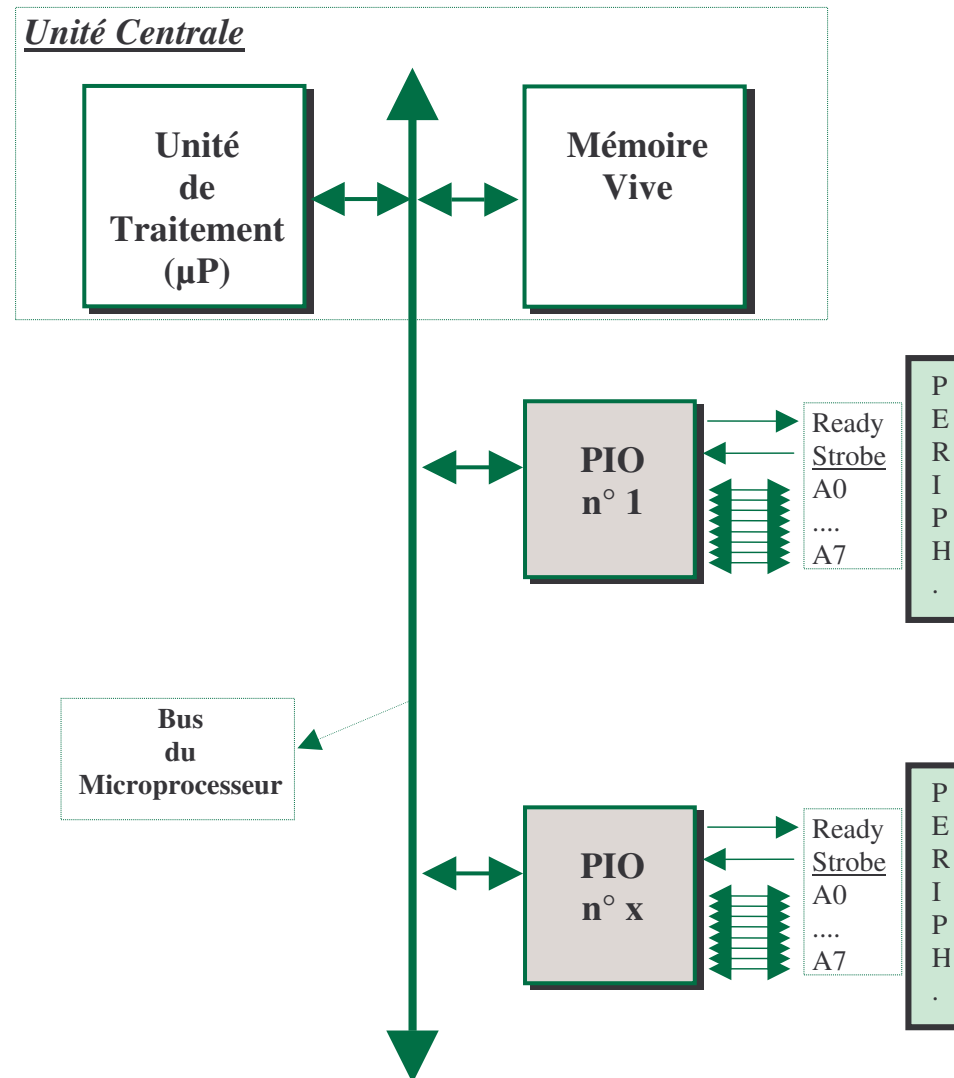 Unité Centrale
Unité
de
Traitement
(µP)
Mémoire
Vive
PIO
n° 1
Ready
Strobe
A0
....
A7
P
E
R
I
P
H
.
Bus
du
Microprocesseur
PIO
n° x
Ready
Strobe
A0
....
A7
P
E
R
I
P
H
.